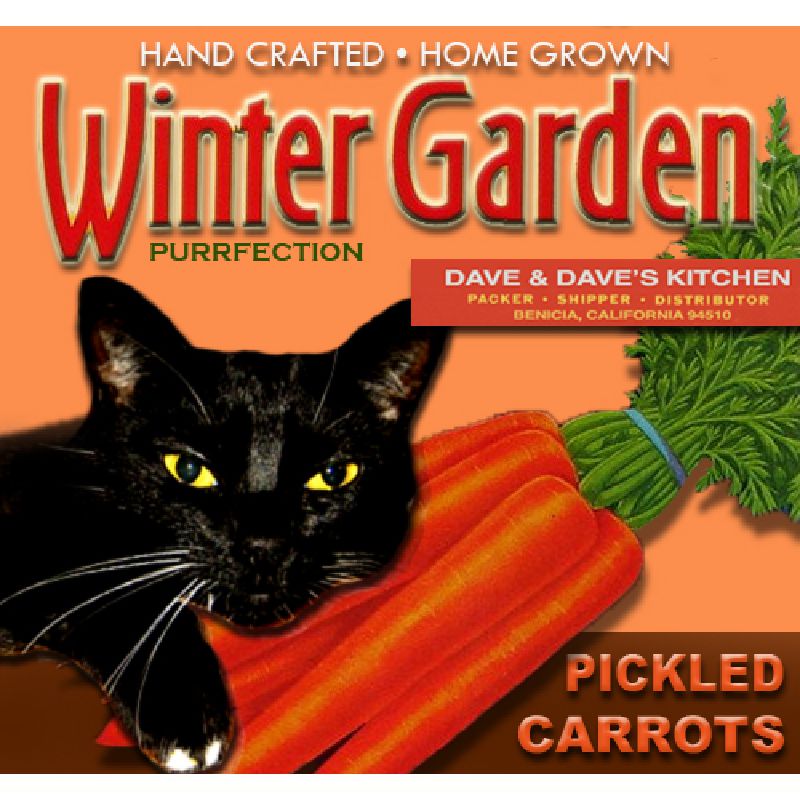 HAND CRAFTED • HOME GROWN
Winter Garden
PURRFECTION
DAVE & DAVE'S KITCHEN
PACKER • SHIPPER • DISTRIBUTOR
BENICIA, CALIFORNIA 94510
PICKLED
CARROTS